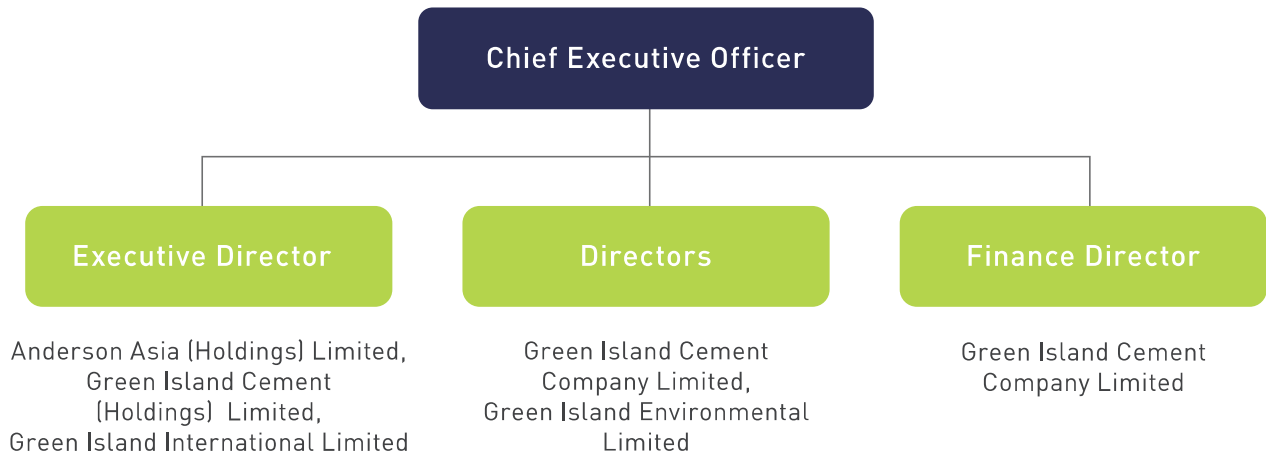 Chief Executive Officer
Executive Director
Directors
Finance Director
Anderson Asia (Holdings) Limited,
Green Island Cement
(Holdings) Limited,
Green Island International Limited
Green Island Cement
Company Limited,
Green Island Environmental
Limited
Green Island Cement
Company Limited